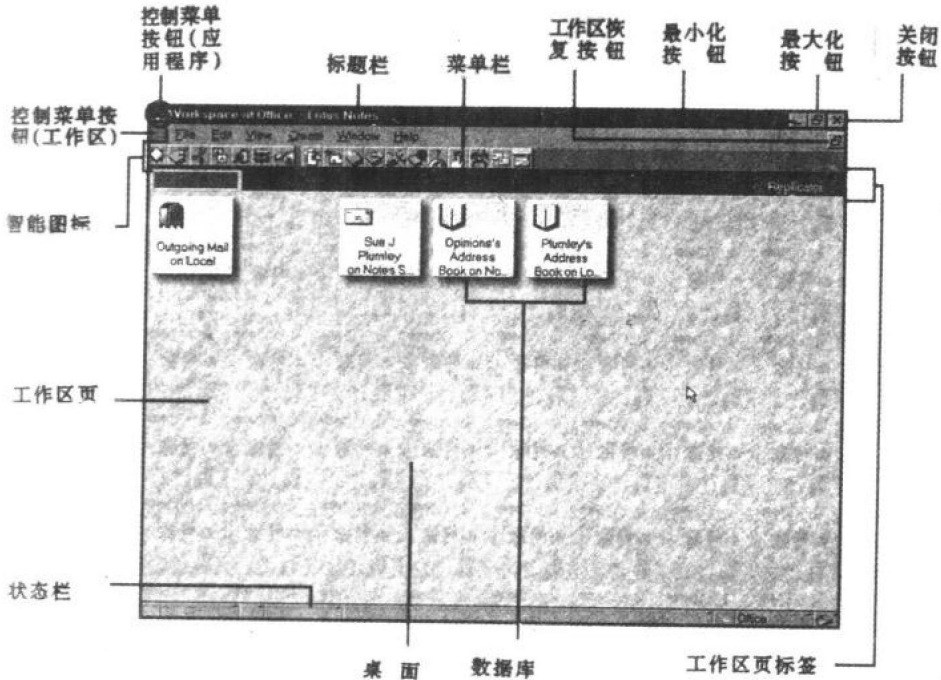 控制菜单
按钮(应
用程序)
标题栏
菜单栏
工作区恢
复按钮
最小化
按 钮
最大化
按 钮
关闭
按钮
控制菜单按
钮(工作区)
Workspace at Office - Lotus Notes
File Edit View Create Window Help
Replicator
智能图标
Outgoing Mail
on Local
Sue J
Plumley
on Notes S...
Opinions's
Address
Book on No...
Plumley's
Address
Book on Lo...
工作区页
状态栏
Office
桌 面
数据库
工作区页标签